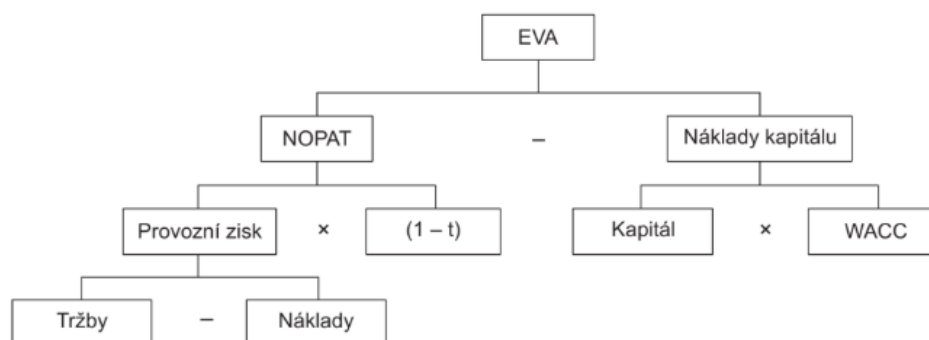 EVA
NOPAT – Náklady kapitálu
Provozní zisk × (1 – t) Kapitál × WACC
Tržby – Náklady